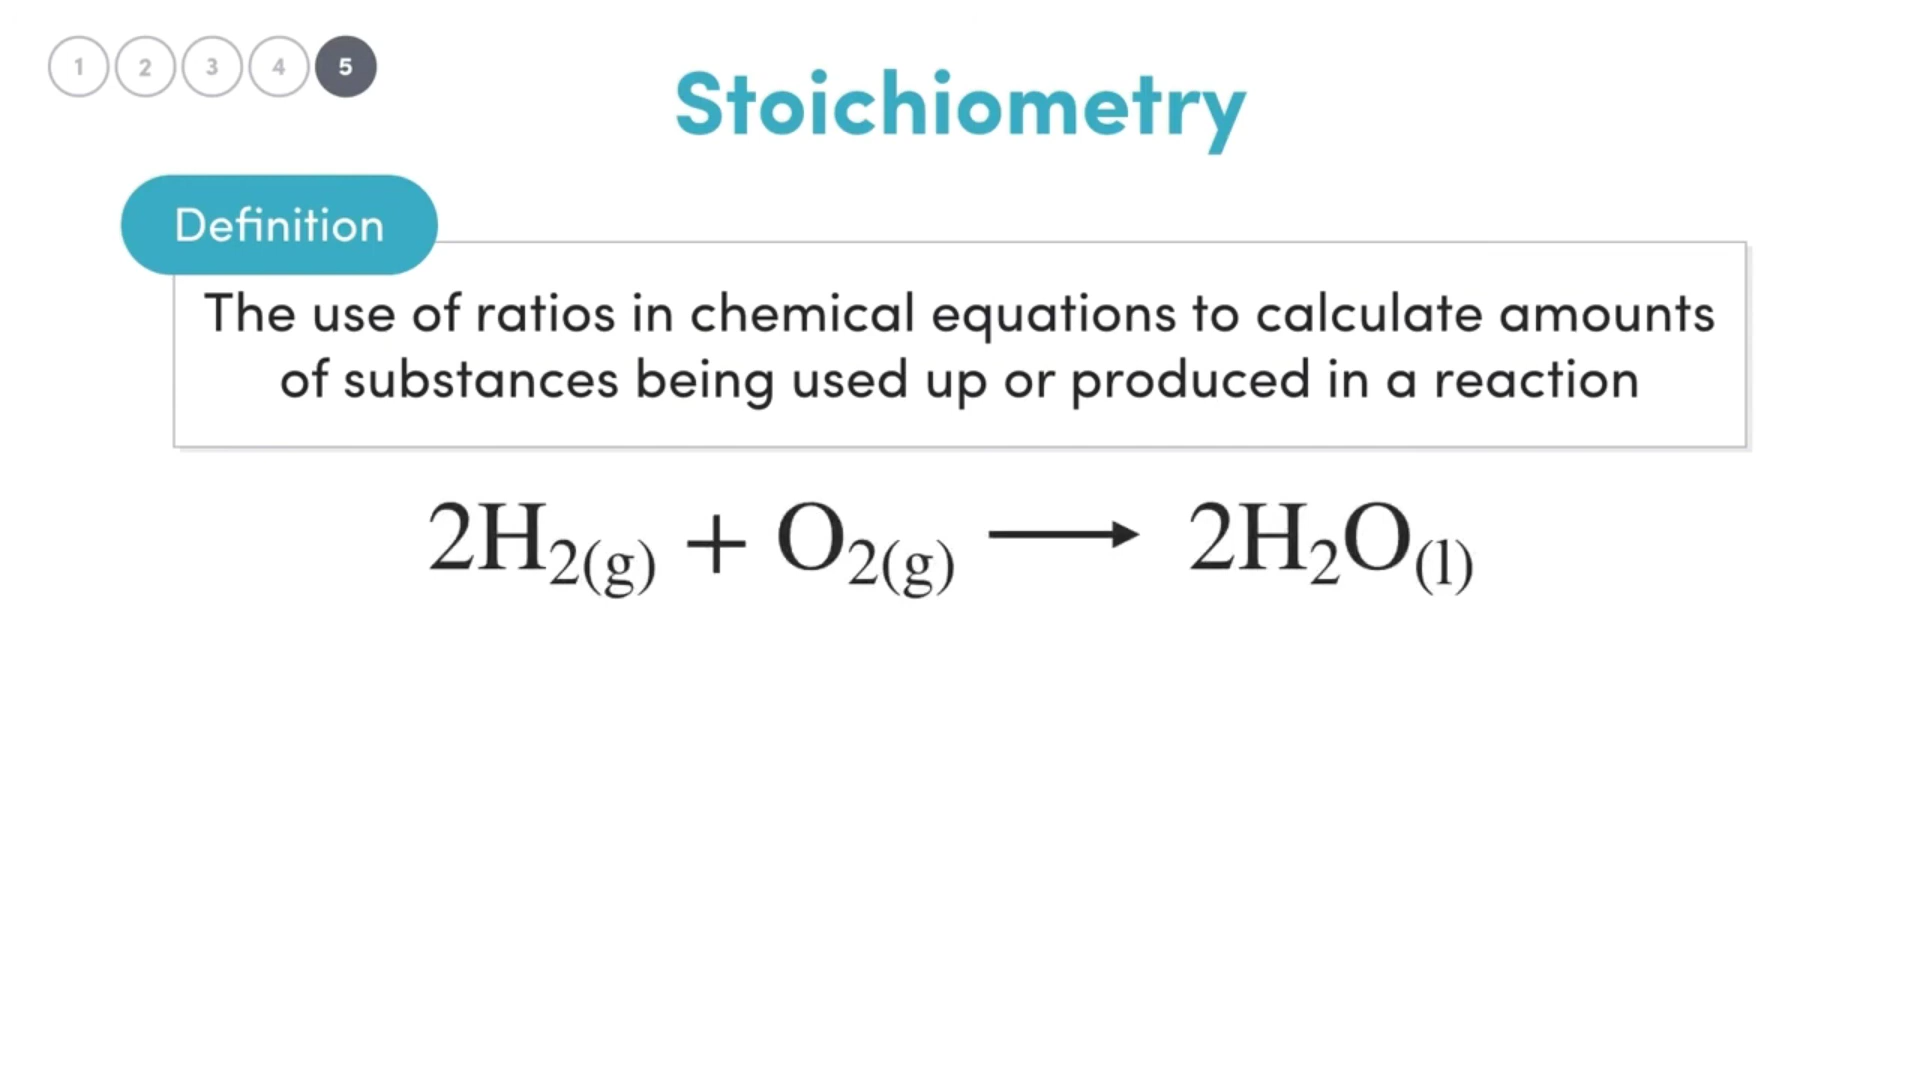 1 2 3 4 5
Stoichiometry
Definition
The use of ratios in chemical equations to calculate amounts
of substances being used up or produced in a reaction
2H₂(g) + O₂(g) ⟶ 2H₂O(l)